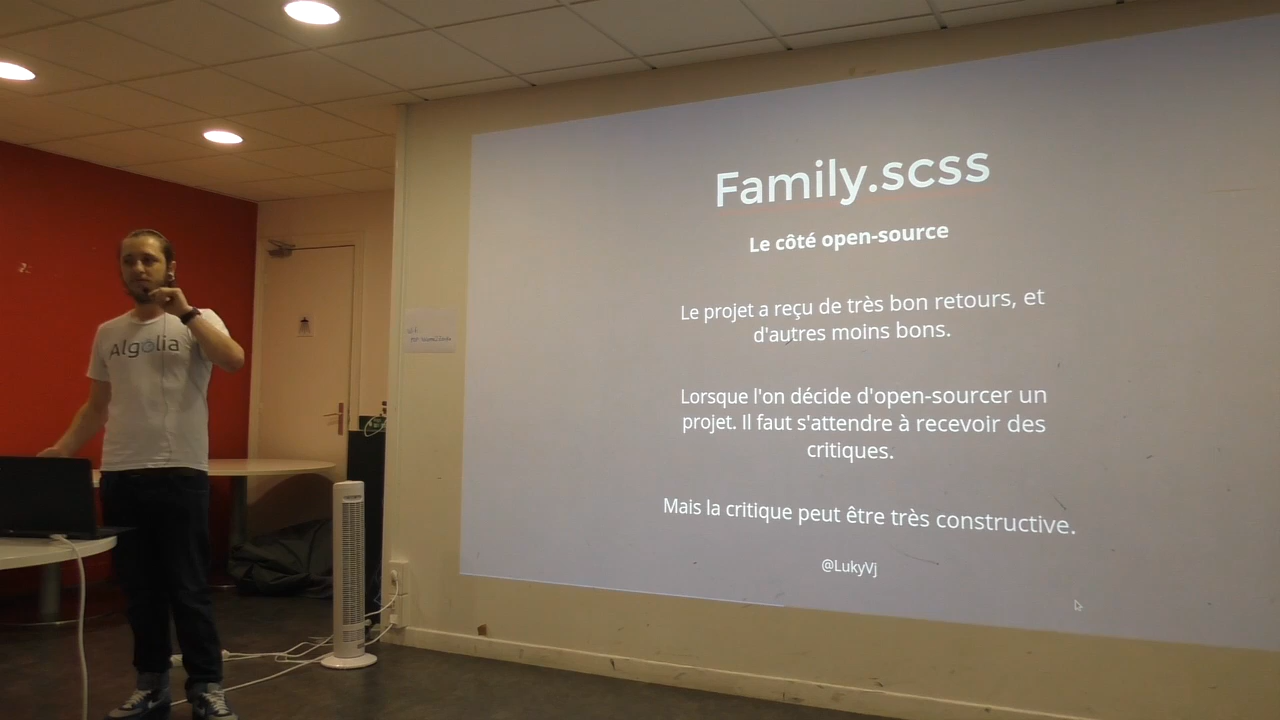 Family.scss
Le côté open-source
Le projet a reçu de très bon retours, et
d'autres moins bons.
Lorsque l'on décide d'open-sourcer un
projet. Il faut s'attendre à recevoir des
critiques.
Mais la critique peut être très constructive.
@LukyVj
Algolia